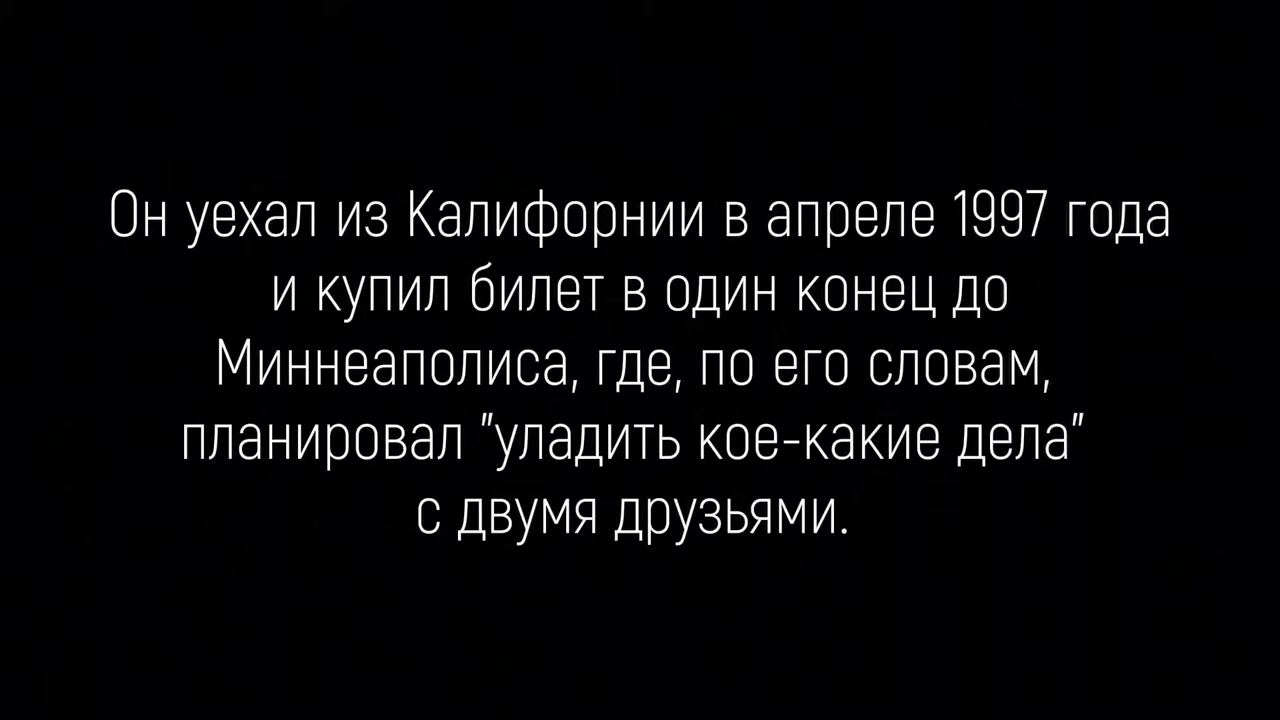 Он уехал из Калифорнии в апреле 1997 года
и купил билет в один конец до
Миннеаполиса, где, по его словам,
планировал "уладить кое-какие дела"
с двумя друзьями.